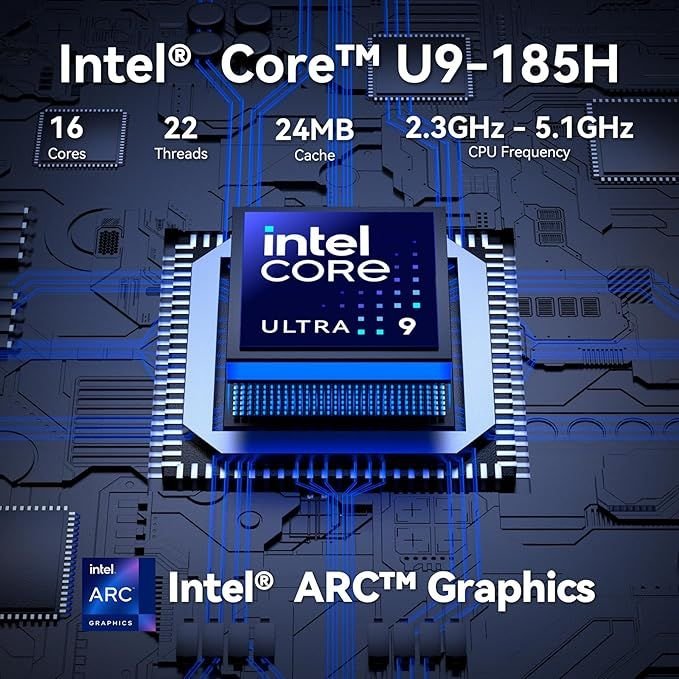 Intel® Core™ U9-185H
16 22 24MB 2.3GHz - 5.1GHz
Cores Threads Cache CPU Frequency
intel
CORE
ULTRA 9
intel.
ARC™
GRAPHICS
Intel® ARC™ Graphics